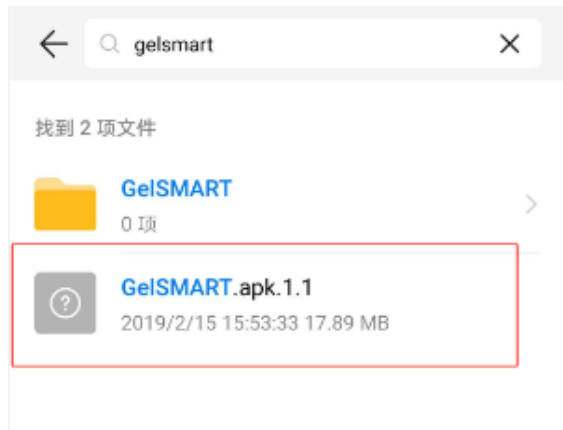 gelsmart
找到 2 项文件
GelSMART
0 项
GelSMART.apk.1.1
2019/2/15 15:53:33 17.89 MB